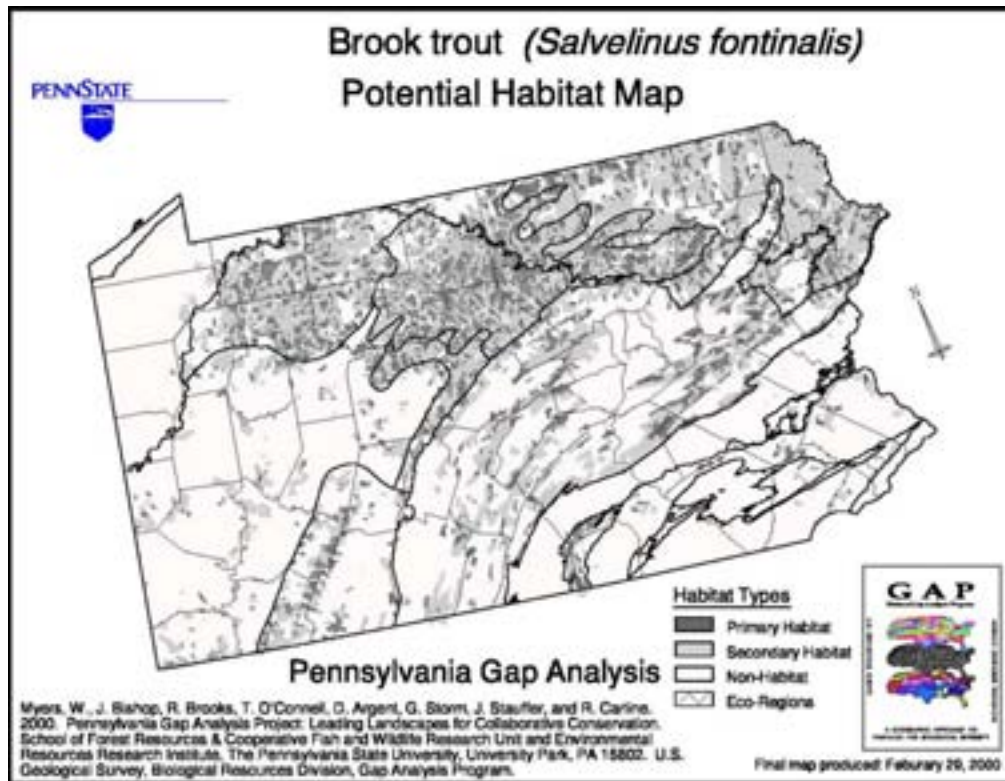 Brook trout (Salvelinus fontinalis)
Potential Habitat Map
PENNSTATE
N
Habitat Types
Primary Habitat
Secondary Habitat
Non-Habitat
Eco-Regions
Pennsylvania Gap Analysis
Myers, W., J. Bishop, R. Brooks, T. O'Connell, D. Argent, G. Storm, J. Stauffer, and R. Carline.
2000. Pennsylvania Gap Analysis Project: Leading Landscapes for Collaborative Conservation.
School of Forest Resources & Cooperative Fish and Wildlife Research Unit and Environmental
Resources Research Institute, The Pennsylvania State University, University Park, PA 15802. U.S.
Geological Survey, Biological Resources Division, Gap Analysis Program.
GAP
Final map produced: Feburary 29, 2000